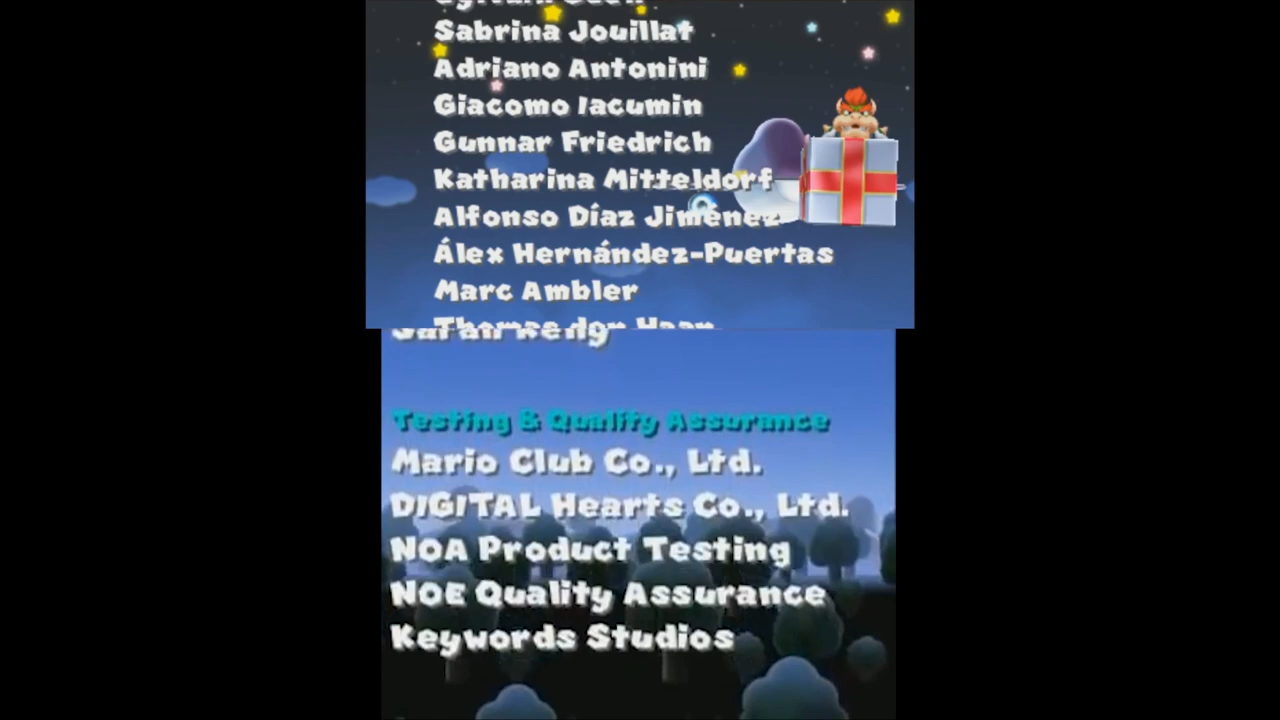 Sabrina Jouillat
Adriano Antonini
Giacomo Iacumin
Gunnar Friedrich
Katharina Mitteldorf
Alfonso Díaz Jiménez
Álex Hernández-Puertas
Marc Ambler
Testing & Quality Assurance
Mario Club Co., Ltd.
DIGITAL Hearts Co., Ltd.
NOA Product Testing
NOE Quality Assurance
Keywords Studios